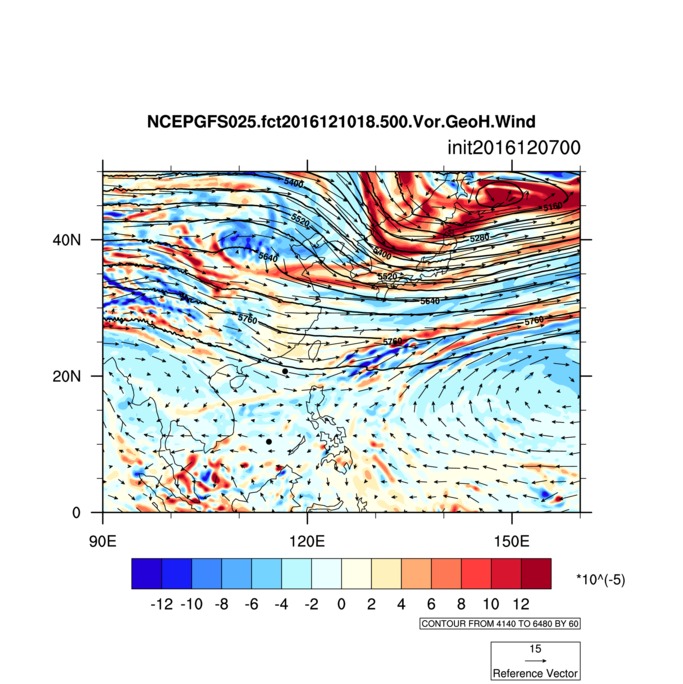 NCEPGFS025.fct2016121018.500.Vor.GeoH.Wind
init2016120700
5400
5160
5520
5280
5400
5640
5520
5640
5760
5760
5760
40N
20N
0
90E 120E 150E
-12 -10 -8 -6 -4 -2 0 2 4 6 8 10 12
*10^(-5)
CONTOUR FROM 4140 TO 6480 BY 60
15
Reference Vector